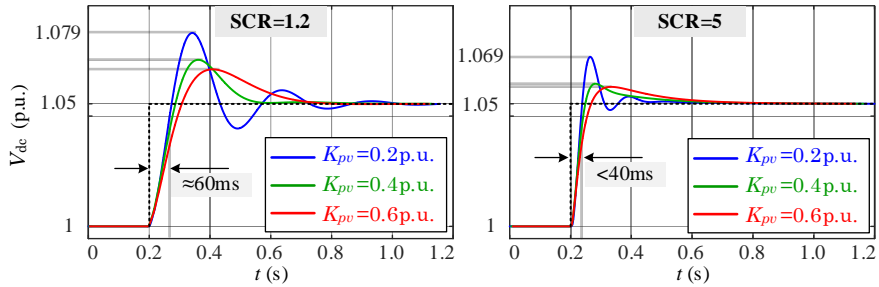 SCR=1.2
V_dc (p.u.)
1.079
1.05
1
≈60ms
K_pv=0.2p.u.
K_pv=0.4p.u.
K_pv=0.6p.u.
0 0.2 0.4 0.6 0.8 1.0 1.2
t (s)
SCR=5
1.069
1.05
1
<40ms
K_pv=0.2p.u.
K_pv=0.4p.u.
K_pv=0.6p.u.
0 0.2 0.4 0.6 0.8 1.0 1.2
t (s)